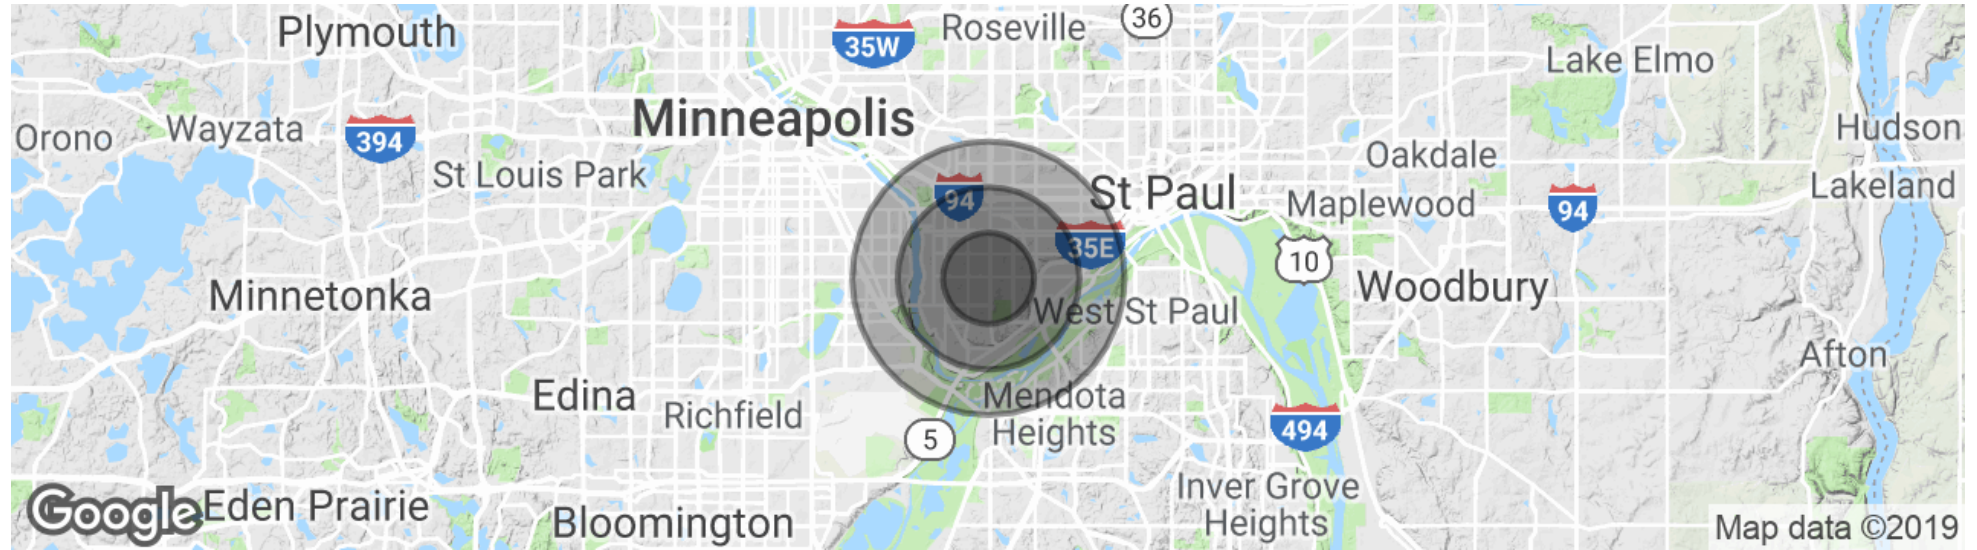 Plymouth
35W
Roseville
36
Lake Elmo
Minneapolis
Orono
Wayzata
394
Hudson
Oakdale
St Louis Park
94
St Paul
Maplewood
94
Lakeland
35E
10
Minnetonka
West St Paul
Woodbury
Afton
Edina
Richfield
Mendota
Heights
5
494
Inver Grove
Heights
Google
Eden Prairie
Bloomington
Map data ©2019